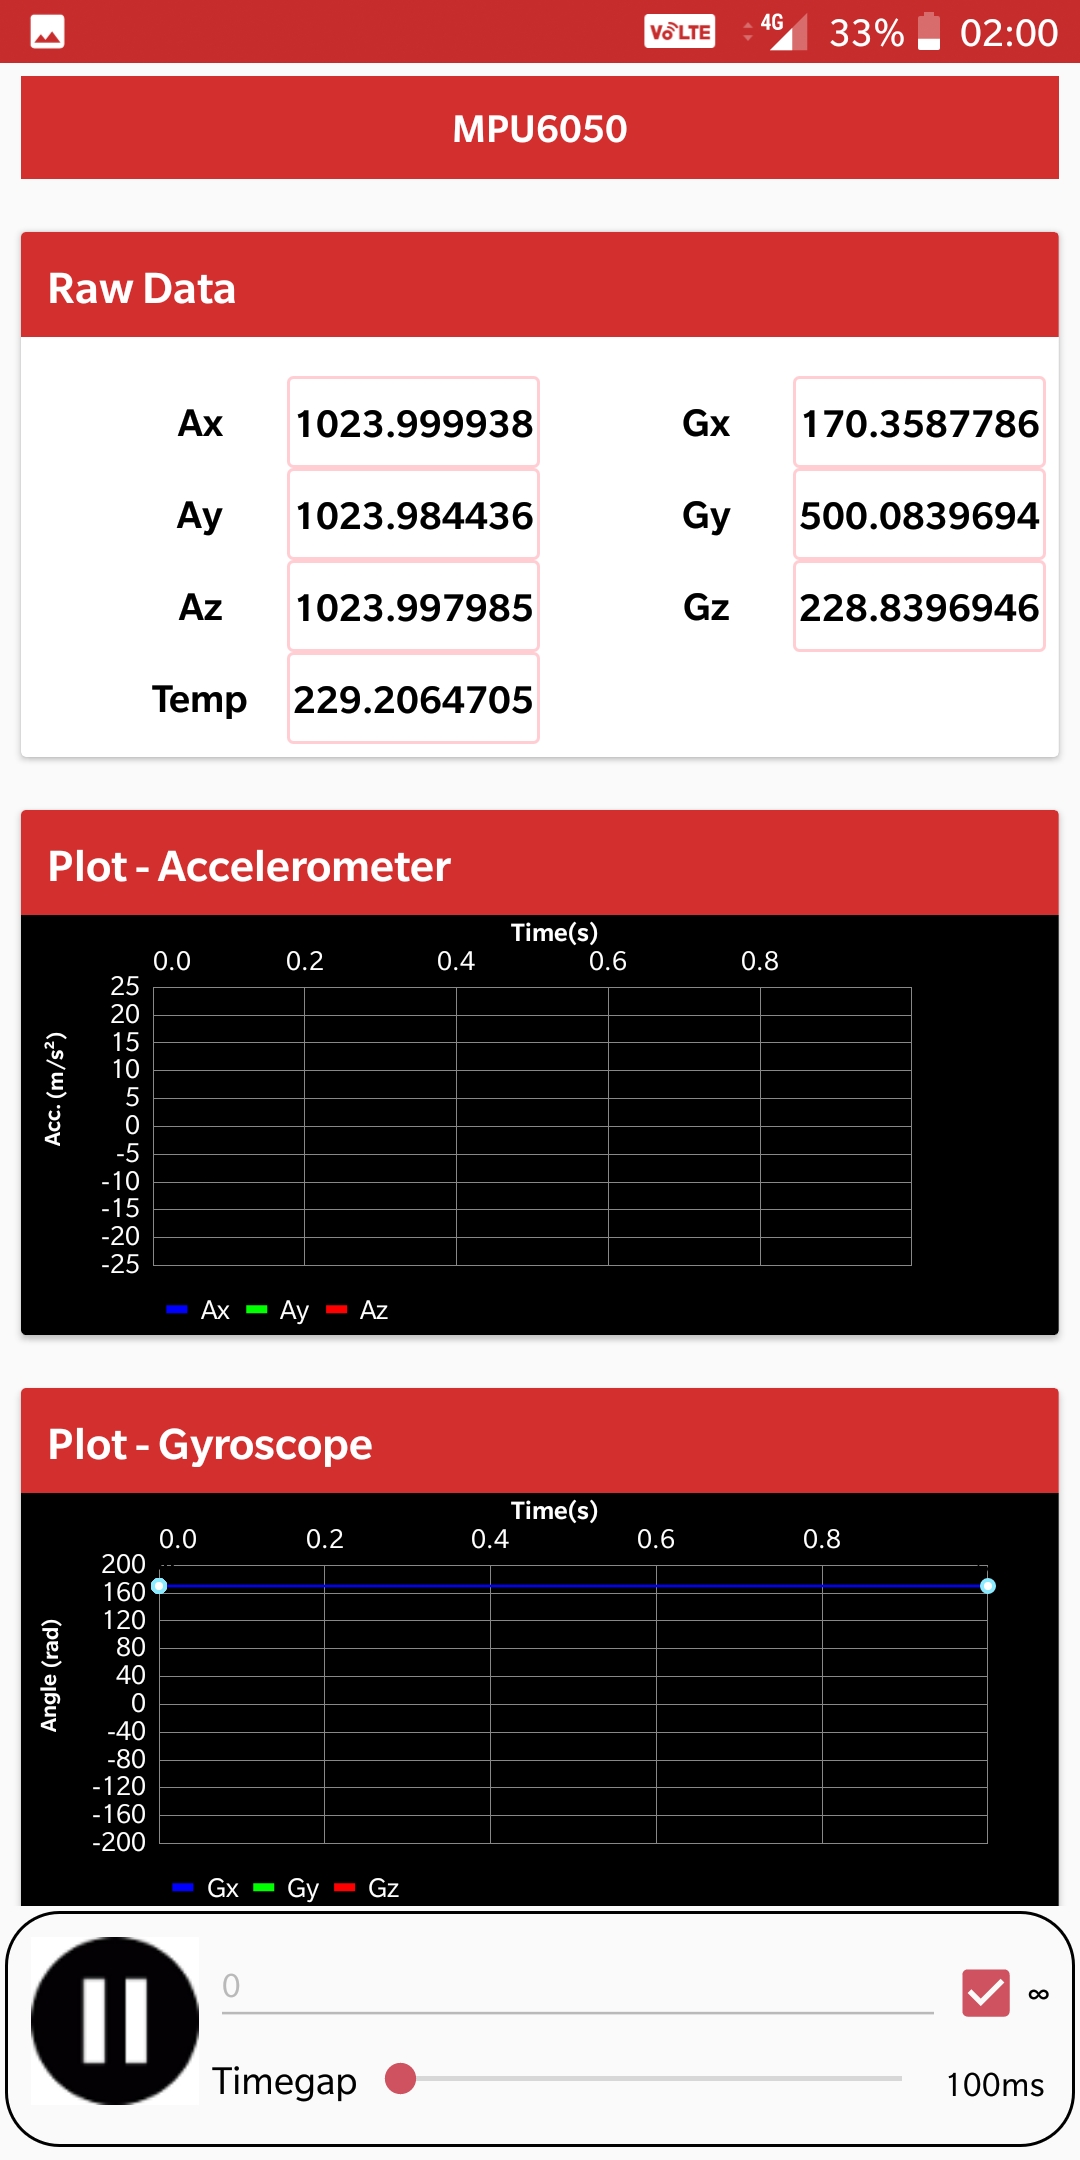 VoLTE 4G 33% 02:00
MPU6050
Raw Data
Ax 1023.999938 Gx 170.3587786
Ay 1023.984436 Gy 500.0839694
Az 1023.997985 Gz 228.8396946
Temp 229.2064705
Plot - Accelerometer
Time(s)
0.0 0.2 0.4 0.6 0.8
Acc. (m/s²)
25
20
15
10
5
0
-5
-10
-15
-20
-25
Ax Ay Az
Plot - Gyroscope
Time(s)
0.0 0.2 0.4 0.6 0.8
Angle (rad)
200
160
120
80
40
0
-40
-80
-120
-160
-200
Gx Gy Gz
0 ∞
Timegap 100ms